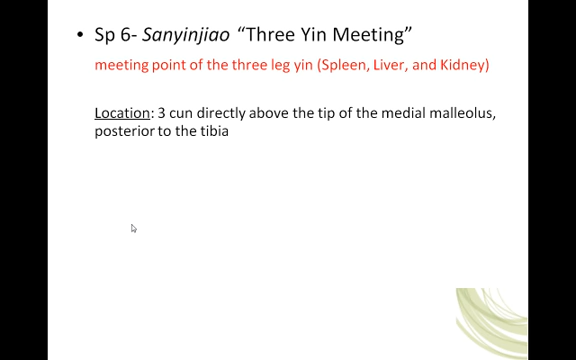 • Sp 6- Sanyinjiao “Three Yin Meeting”
meeting point of the three leg yin (Spleen, Liver, and Kidney)
Location: 3 cun directly above the tip of the medial malleolus,
posterior to the tibia